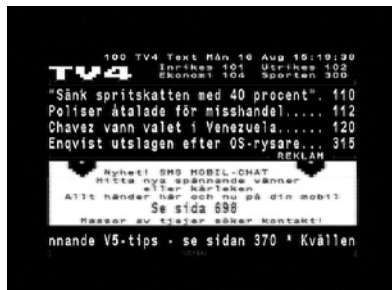 100 TV4 Text Mån 16 Aug 15:19:30
TV4
Inrikes 101 Utrikes 102
Ekonomi 104 Sporten 300
"Sänk spritskatten med 40 procent". 110
Poliser åtalade för misshandel..... 112
Chavez vann valet i Venezuela...... 120
Enqvist utslagen efter OS-rysare... 315
REKLAM
Nyhet! SMS MOBIL-CHAT
Hitta nya spännande vänner
eller kärleken
Allt händer här och nu på din mobil
Se sida 698
Massor av tjejer söker kontakt!
nnande V5-tips - se sidan 370 * Kvällen